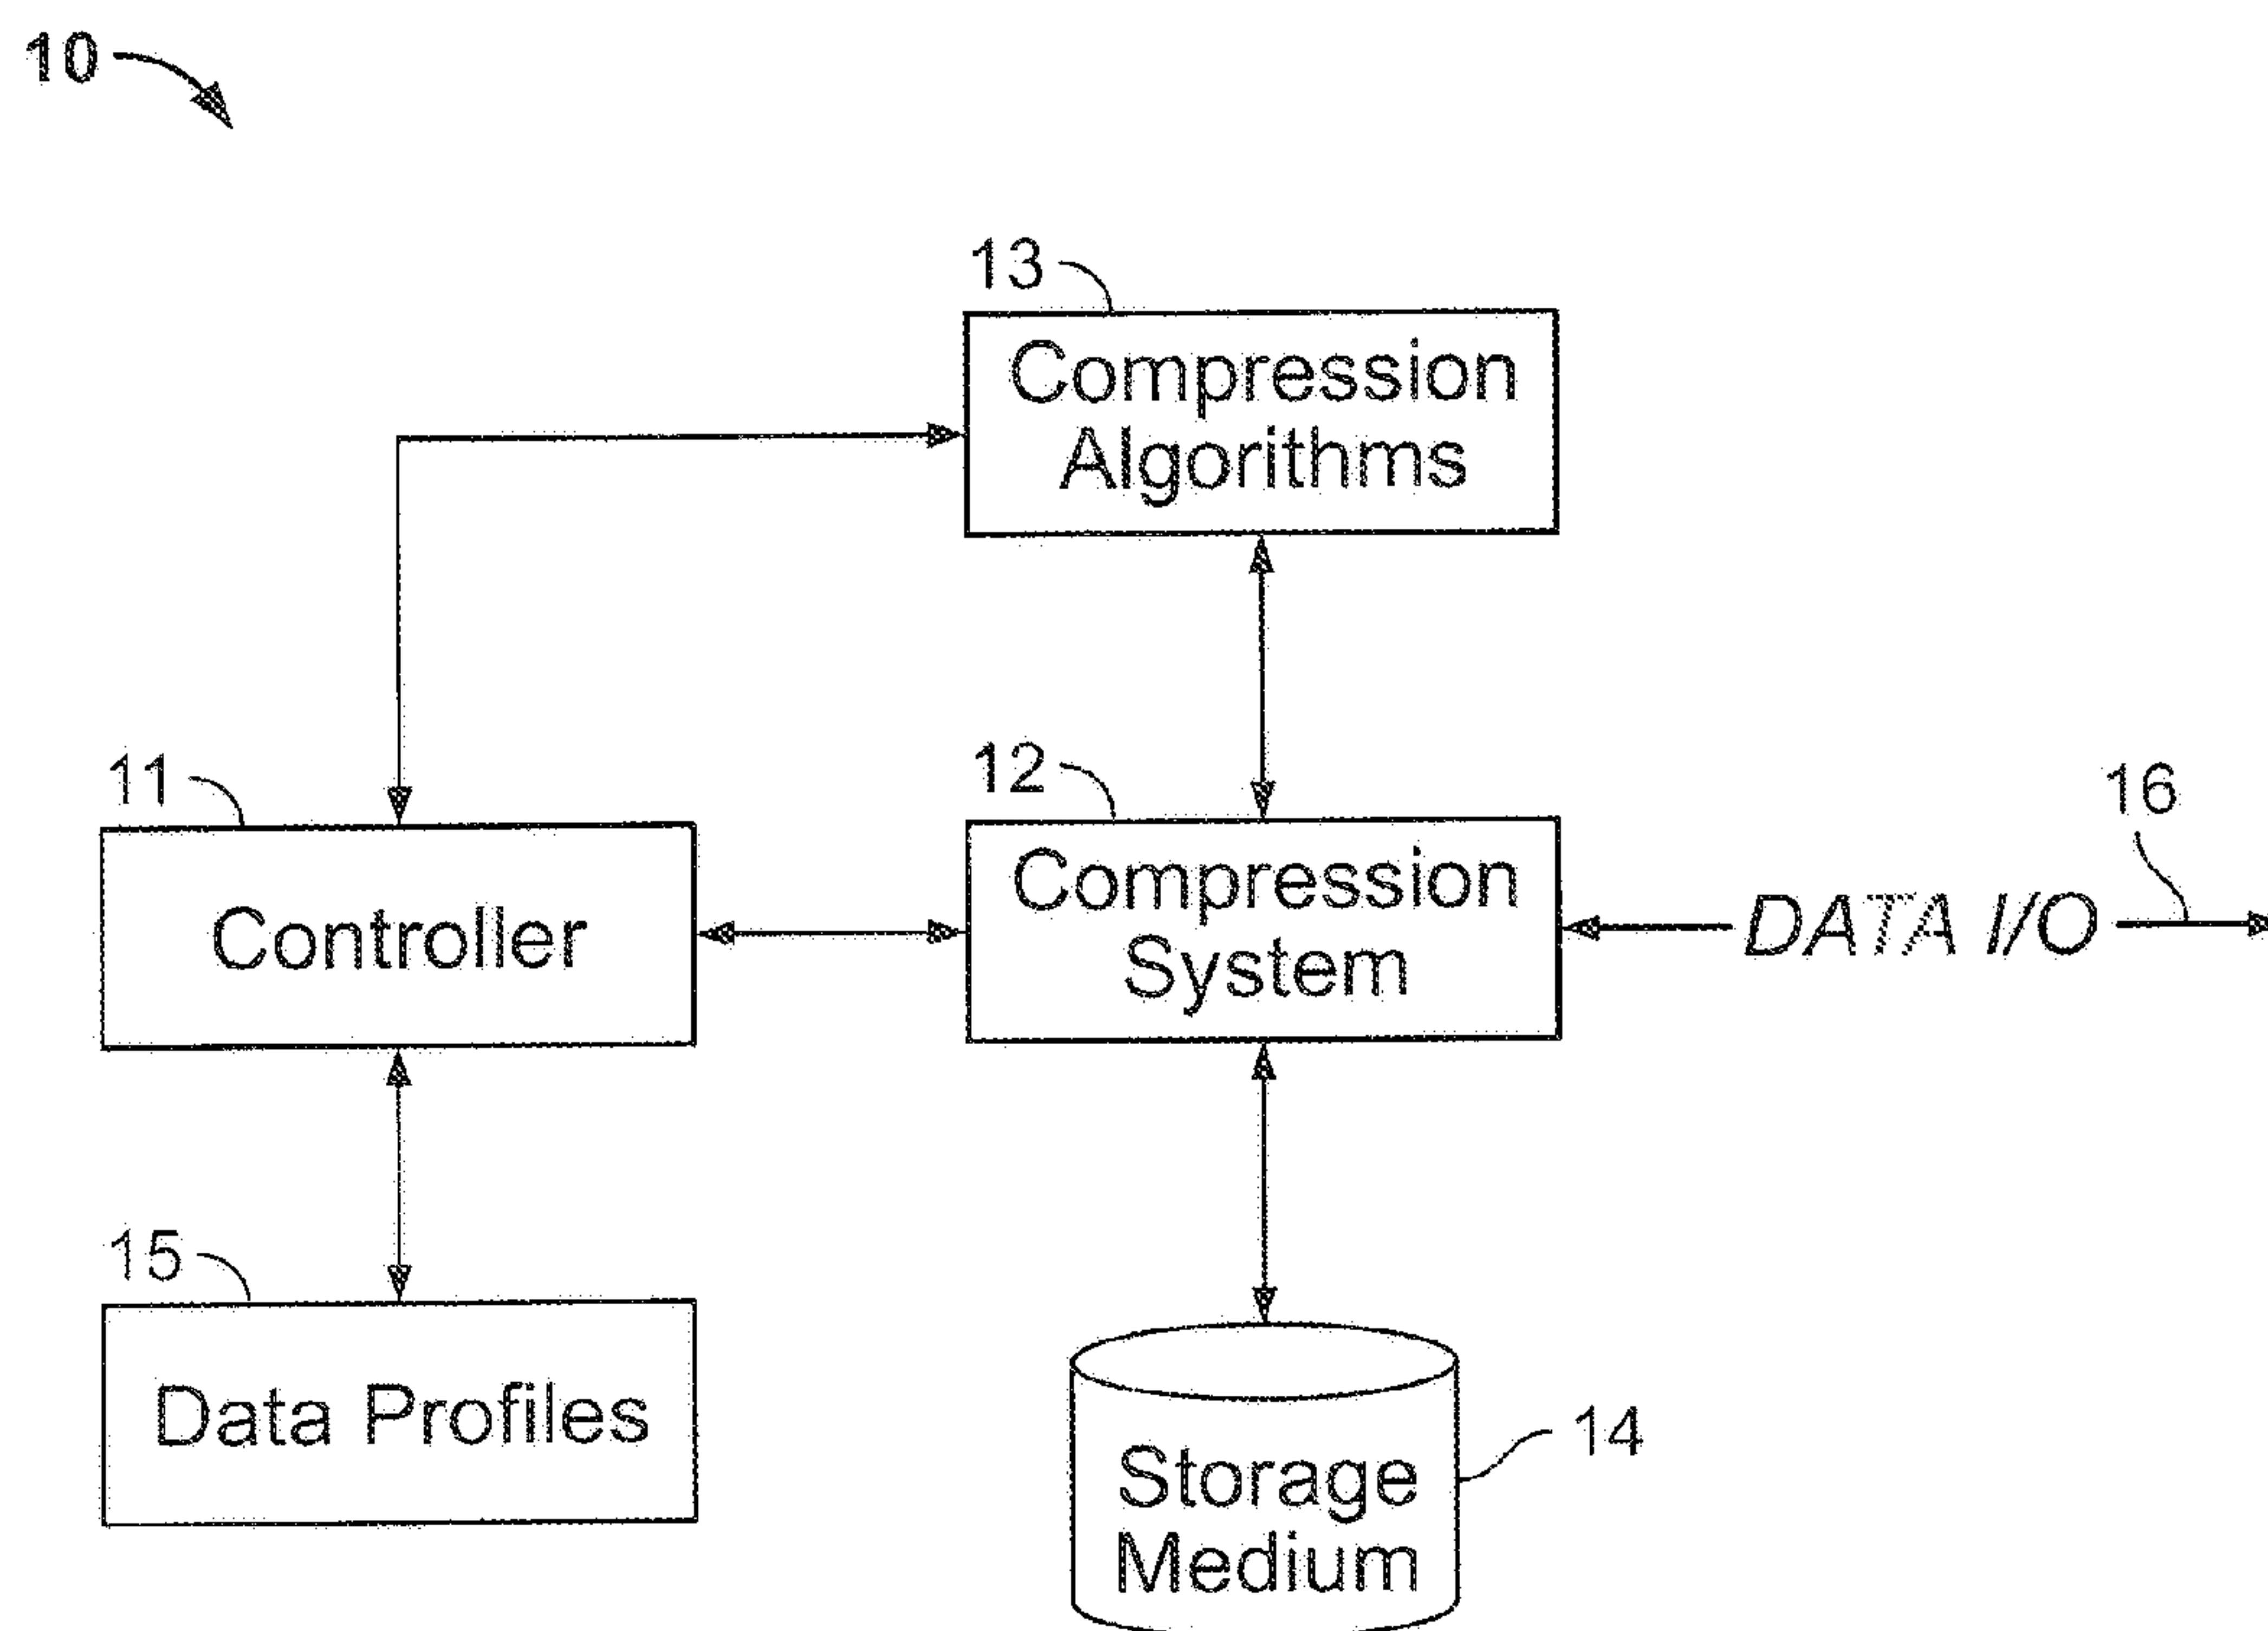 10
13
Compression
Algorithms
11
12
16
Controller
Compression
System
DATA I/O
15
Data Profiles
14
Storage
Medium